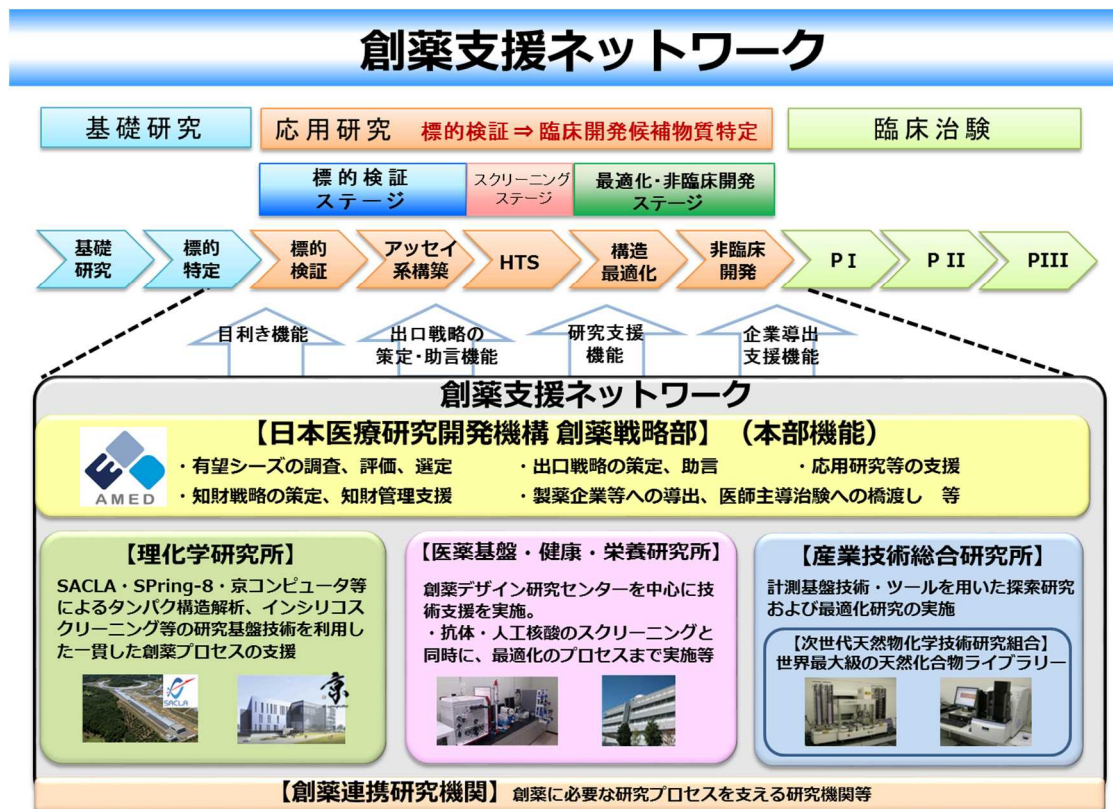 創薬支援ネットワーク
基礎研究
応用研究 標的検証⇒臨床開発候補物質特定
臨床治験
標的検証
ステージ
スクリーニング
ステージ
最適化・非臨床開発
ステージ
基礎
研究
標的
特定
標的
検証
アッセイ
系構築
HTS
構造
最適化
非臨床
開発
PⅠ
PⅡ
PIII
目利き機能
出口戦略の
策定・助言機能
研究支援
機能
企業導出
支援機能
創薬支援ネットワーク
【日本医療研究開発機構 創薬戦略部】（本部機能）
AMED
・有望シーズの調査、評価、選定 ・出口戦略の策定、助言 ・応用研究等の支援
・知財戦略の策定、知財管理支援 ・製薬企業等への導出、医師主導治験への橋渡し 等
【理化学研究所】
SACLA・SPring-8・京コンピュータ等
によるタンパク構造解析、インシリコス
クリーニング等の研究基盤技術を利用し
た一貫した創薬プロセスの支援
SACLA
京
【医薬基盤・健康・栄養研究所】
創薬デザイン研究センターを中心に技
術支援を実施。
・抗体・人工核酸のスクリーニングと
同時に、最適化のプロセスまで実施等
【産業技術総合研究所】
計測基盤技術・ツールを用いた探索研究
および最適化研究の実施
【次世代天然物化学技術研究組合】
世界最大級の天然化合物ライブラリー
【創薬連携研究機関】創薬に必要な研究プロセスを支える研究機関等